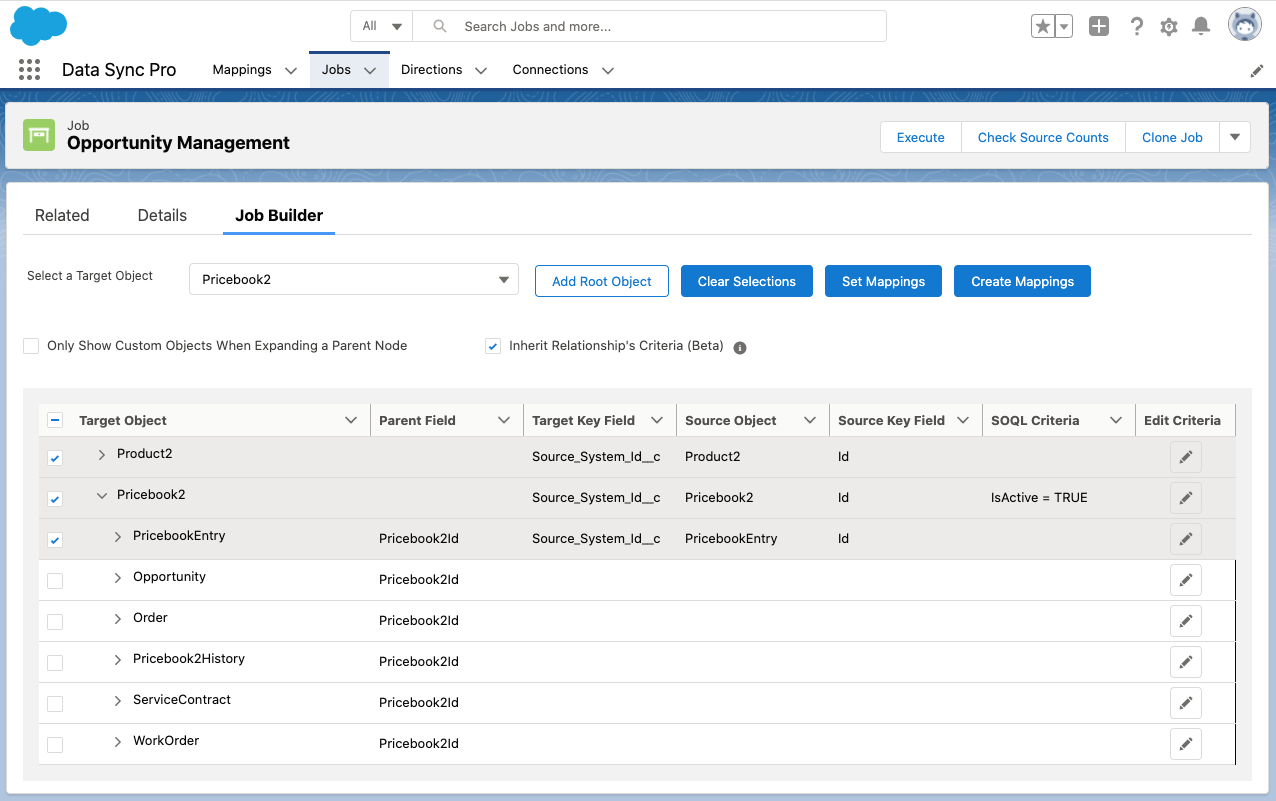 All
Search Jobs and more...
Data Sync Pro
Mappings
Jobs
Directions
Connections
Job
Opportunity Management
Execute
Check Source Counts
Clone Job
Related
Details
Job Builder
Select a Target Object
Pricebook2
Add Root Object
Clear Selections
Set Mappings
Create Mappings
Only Show Custom Objects When Expanding a Parent Node
Inherit Relationship's Criteria (Beta)
Target Object Parent Field Target Key Field Source Object Source Key Field SOQL Criteria Edit Criteria
Product2 Source_System_Id__c Product2 Id
Pricebook2 Source_System_Id__c Pricebook2 Id IsActive = TRUE
PricebookEntry Pricebook2Id Source_System_Id__c PricebookEntry Id
Opportunity Pricebook2Id
Order Pricebook2Id
Pricebook2History Pricebook2Id
ServiceContract Pricebook2Id
WorkOrder Pricebook2Id